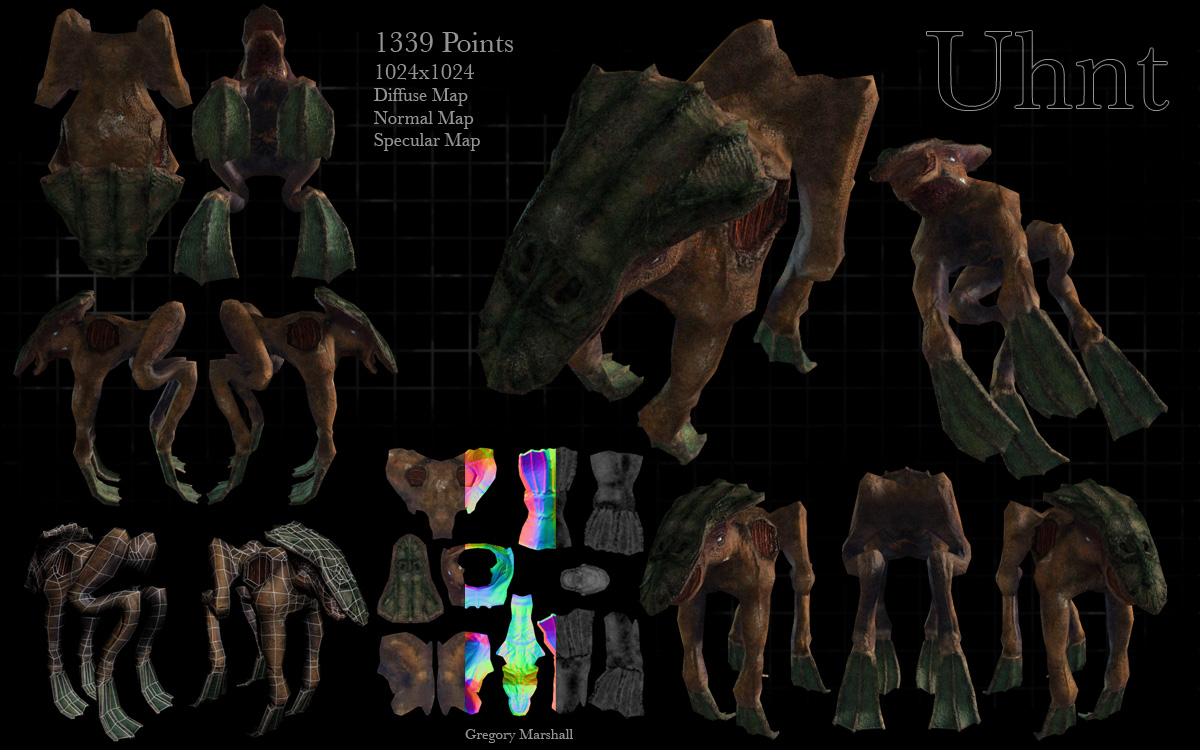 1339 Points
1024x1024
Diffuse Map
Normal Map
Specular Map
Uhnt
Gregory Marshall